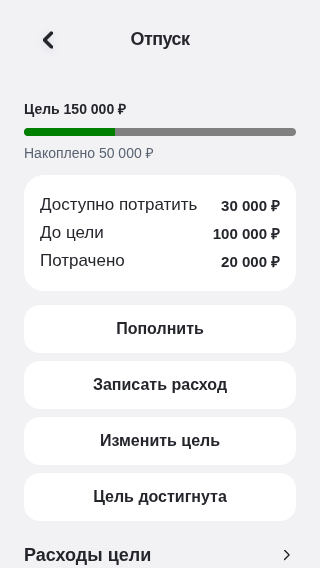 Отпуск
Цель 150 000 ₽
Накоплено 50 000 ₽
Доступно потратить 30 000 ₽
До цели 100 000 ₽
Потрачено 20 000 ₽
Пополнить
Записать расход
Изменить цель
Цель достигнута
Расходы цели